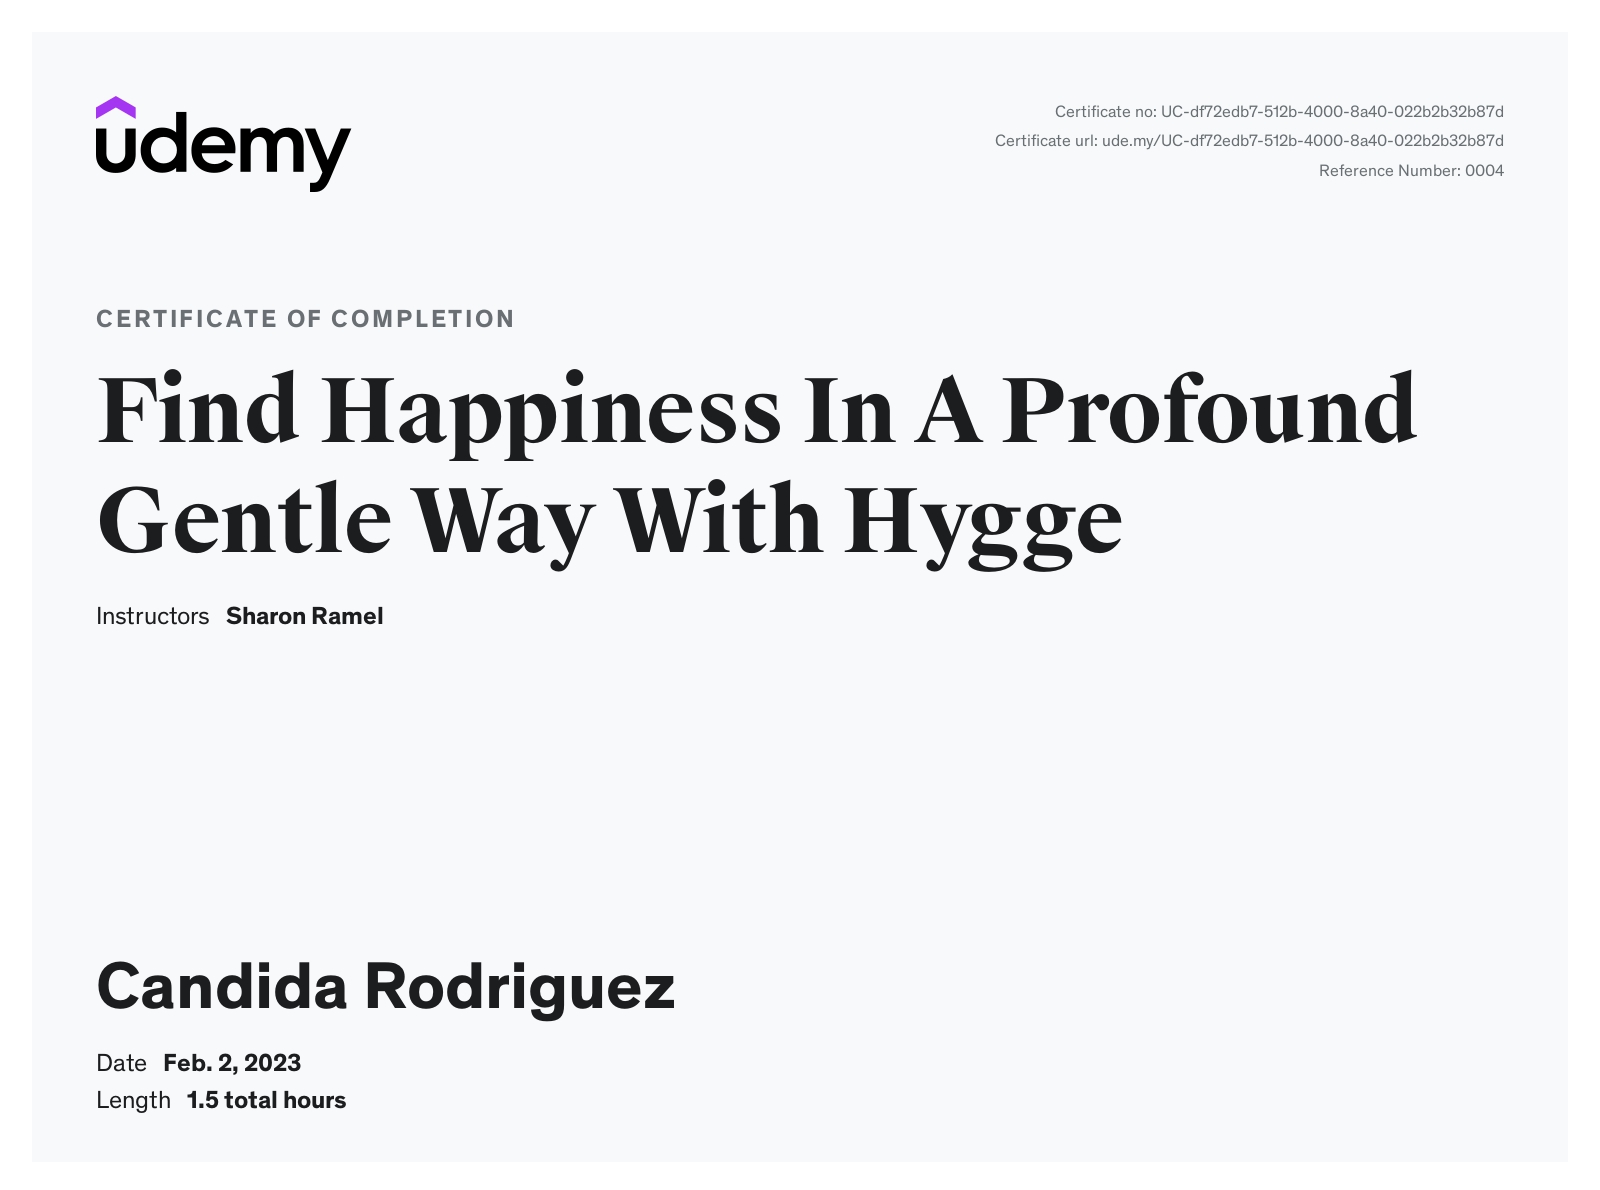 udemy
Certificate no: UC-df72edb7-512b-4000-8a40-022b2b32b87d
Certificate url: ude.my/UC-df72edb7-512b-4000-8a40-022b2b32b87d
Reference Number: 0004
CERTIFICATE OF COMPLETION
Find Happiness In A Profound
Gentle Way With Hygge
Instructors Sharon Ramel
Candida Rodriguez
Date Feb. 2, 2023
Length 1.5 total hours